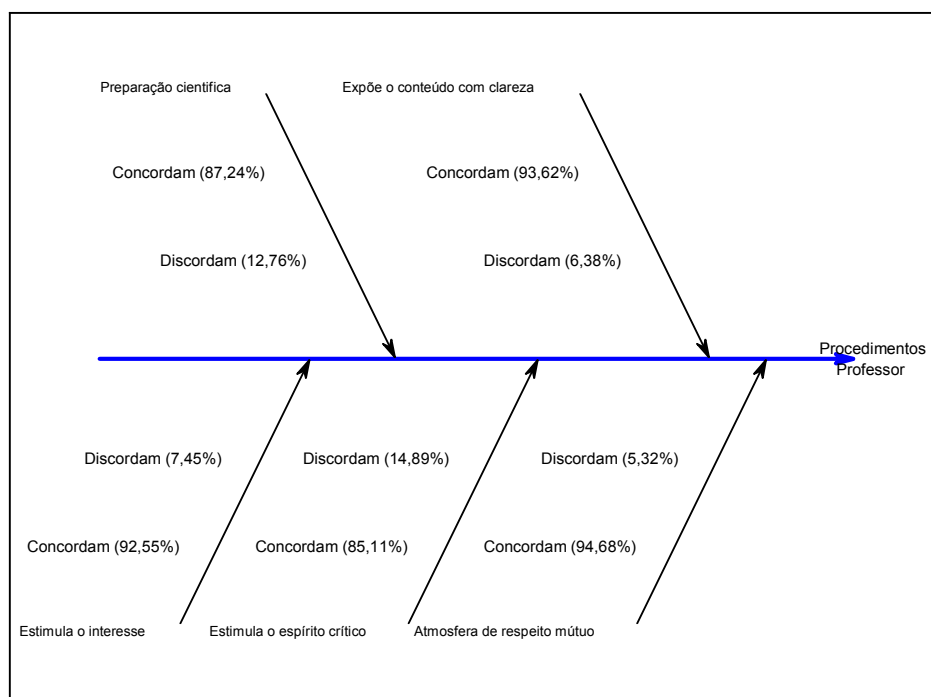 Preparação cientifica
Expõe o conteúdo com clareza
Concordam (87,24%)
Concordam (93,62%)
Discordam (12,76%)
Discordam (6,38%)
Procedimentos
Professor
Discordam (7,45%)
Discordam (14,89%)
Discordam (5,32%)
Concordam (92,55%)
Concordam (85,11%)
Concordam (94,68%)
Estimula o interesse
Estimula o espírito crítico
Atmosfera de respeito mútuo